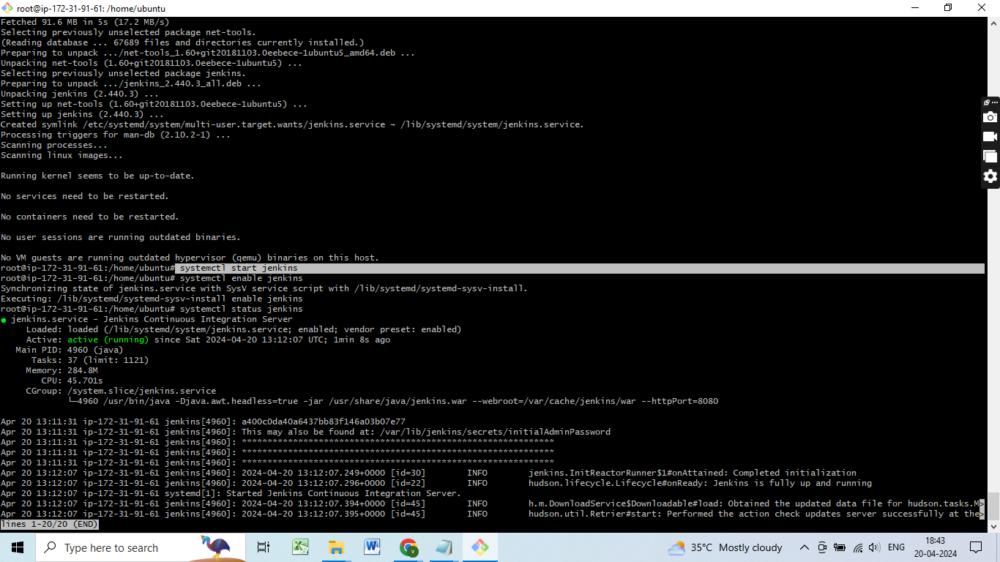 root@ip-172-31-91-61: /home/ubuntu
Fetched 91.6 MB in 5s (17.2 MB/s)
Selecting previously unselected package net-tools.
(Reading database ... 67689 files and directories currently installed.)
Preparing to unpack .../net-tools_1.60+git20181103.0eebece-1ubuntu5_amd64.deb ...
Unpacking net-tools (1.60+git20181103.0eebece-1ubuntu5) ...
Selecting previously unselected package jenkins.
Preparing to unpack .../jenkins_2.440.3_all.deb ...
Unpacking jenkins (2.440.3) ...
Setting up net-tools (1.60+git20181103.0eebece-1ubuntu5) ...
Setting up jenkins (2.440.3) ...
Created symlink /etc/systemd/system/multi-user.target.wants/jenkins.service → /lib/systemd/system/jenkins.service.
Processing triggers for man-db (2.10.2-1) ...
Scanning processes...
Scanning linux images...
Running kernel seems to be up-to-date.
No services need to be restarted.
No containers need to be restarted.
No user sessions are running outdated binaries.
No VM guests are running outdated hypervisor (qemu) binaries on this host.
root@ip-172-31-91-61:/home/ubuntu# systemctl start jenkins
root@ip-172-31-91-61:/home/ubuntu# systemctl enable jenkins
Synchronizing state of jenkins.service with SysV service script with /lib/systemd/systemd-sysv-install.
Executing: /lib/systemd/systemd-sysv-install enable jenkins
root@ip-172-31-91-61:/home/ubuntu# systemctl status jenkins
● jenkins.service - Jenkins Continuous Integration Server
Loaded: loaded (/lib/systemd/system/jenkins.service; enabled; vendor preset: enabled)
Active: active (running) since Sat 2024-04-20 13:12:07 UTC; 1min 8s ago
Main PID: 4960 (java)
Tasks: 37 (limit: 1121)
Memory: 284.8M
CPU: 45.701s
CGroup: /system.slice/jenkins.service
└─4960 /usr/bin/java -Djava.awt.headless=true -jar /usr/share/java/jenkins.war --webroot=/var/cache/jenkins/war --httpPort=8080
Apr 20 13:11:31 ip-172-31-91-61 jenkins[4960]: a400c0da40a6437bb83f146a03b07e77
Apr 20 13:11:31 ip-172-31-91-61 jenkins[4960]: This may also be found at: /var/lib/jenkins/secrets/initialAdminPassword
Apr 20 13:11:31 ip-172-31-91-61 jenkins[4960]: *************************************************************
Apr 20 13:11:31 ip-172-31-91-61 jenkins[4960]: *************************************************************
Apr 20 13:11:31 ip-172-31-91-61 jenkins[4960]: *************************************************************
Apr 20 13:12:07 ip-172-31-91-61 jenkins[4960]: 2024-04-20 13:12:07.249+0000 [id=30] INFO jenkins.InitReactorRunner$1#onAttained: Completed initialization
Apr 20 13:12:07 ip-172-31-91-61 jenkins[4960]: 2024-04-20 13:12:07.296+0000 [id=22] INFO hudson.lifecycle.Lifecycle#onReady: Jenkins is fully up and running
Apr 20 13:12:07 ip-172-31-91-61 systemd[1]: Started Jenkins Continuous Integration Server.
Apr 20 13:12:07 ip-172-31-91-61 jenkins[4960]: 2024-04-20 13:12:07.394+0000 [id=45] INFO h.m.DownloadService$Downloadable#load: Obtained the updated data file for hudson.tasks.M>
Apr 20 13:12:07 ip-172-31-91-61 jenkins[4960]: 2024-04-20 13:12:07.395+0000 [id=45] INFO hudson.util.Retrier#start: Performed the action check updates server successfully at the>
lines 1-20/20 (END)
Type here to search
35°C Mostly cloudy
ENG
18:43
20-04-2024